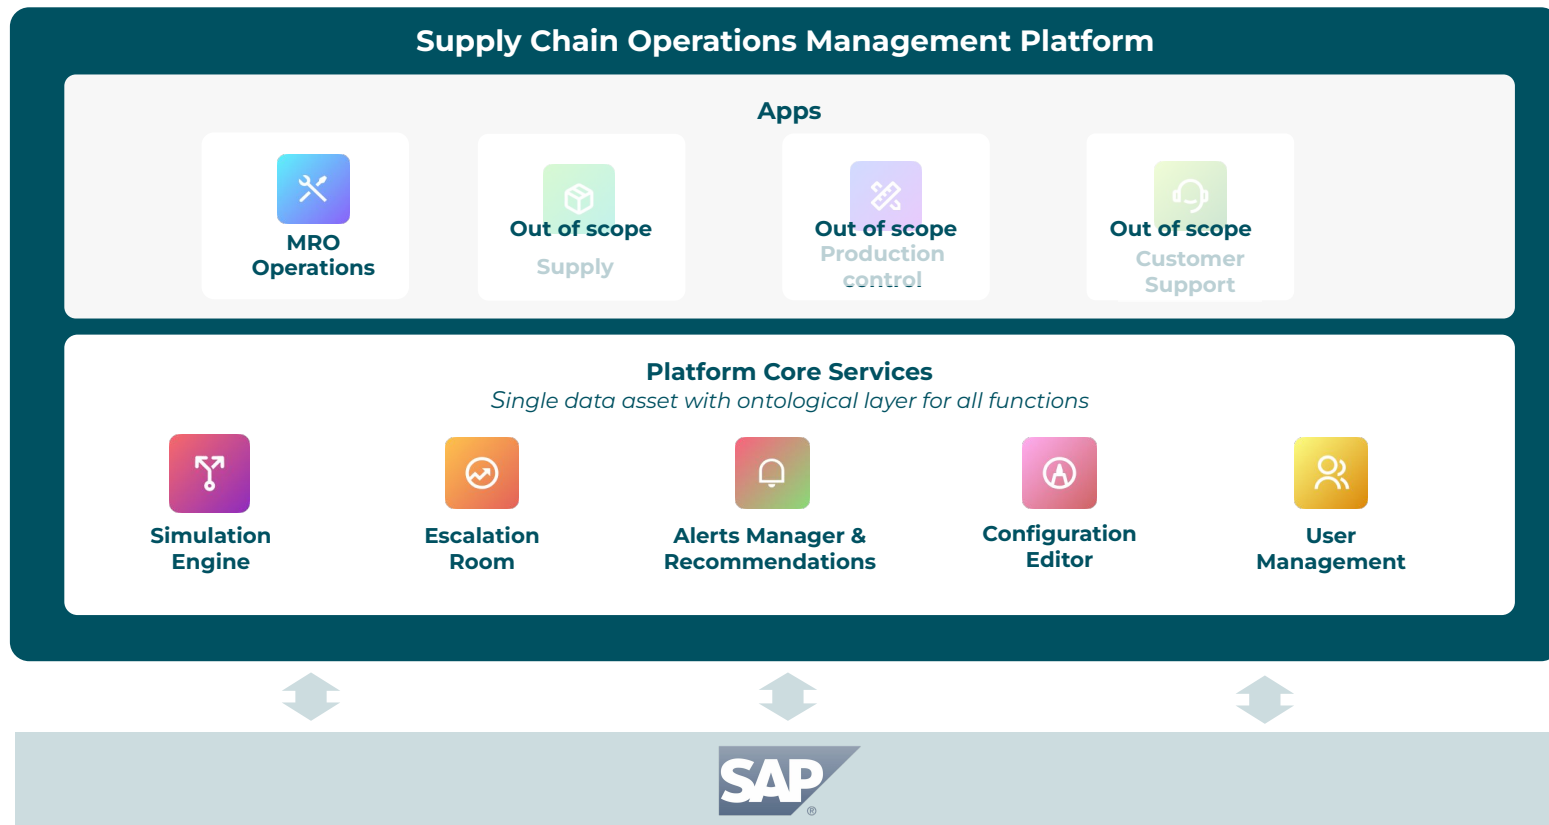 Supply Chain Operations Management Platform
Apps
MRO
Operations
Out of scope
Supply
Out of scope
Production
control
Out of scope
Customer
Support
Platform Core Services
Single data asset with ontological layer for all functions
Simulation
Engine
Escalation
Room
Alerts Manager &
Recommendations
Configuration
Editor
User
Management
SAP®